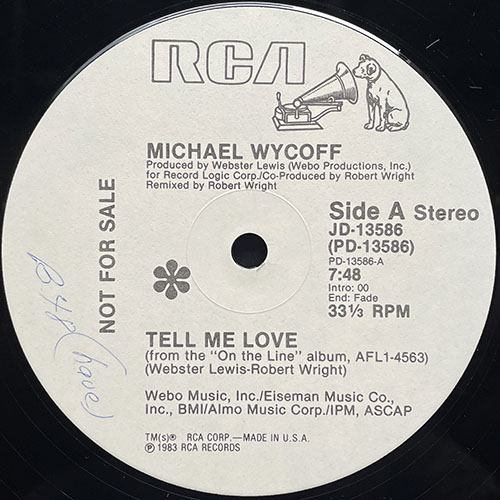 RCA
MICHAEL WYCOFF
Produced by Webster Lewis (Webo Productions, Inc.)
for Record Logic Corp./Co-Produced by Robert Wright
Remixed by Robert Wright
NOT FOR SALE
Side A Stereo
JD-13586
(PD-13586)
PD-13586-A
7:48
Intro: 00
End: Fade
33⅓ RPM
TELL ME LOVE
(from the "On the Line" album, AFL1-4563)
(Webster Lewis-Robert Wright)
Webo Music, Inc./Eiseman Music Co.,
Inc., BMI/Almo Music Corp./IPM, ASCAP
TM(s)® RCA CORP.—MADE IN U.S.A.
℗ 1983 RCA RECORDS
(have)